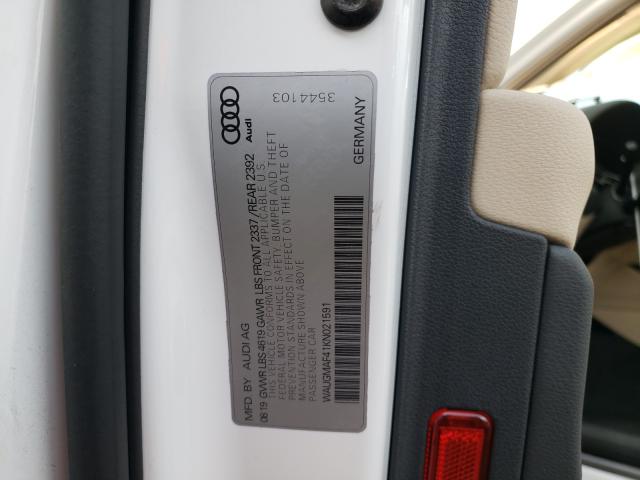 MFD BY AUDI AG
08.19 GVWR LBS 4619 GAWR LBS FRONT 2337 / REAR 2392
THIS VEHICLE CONFORMS TO ALL APPLICABLE U.S.
FEDERAL MOTOR VEHICLE SAFETY, BUMPER AND THEFT
PREVENTION STANDARDS IN EFFECT ON THE DATE OF
MANUFACTURE SHOWN ABOVE
PASSENGER CAR
WAUGMAF41KN021591
GERMANY
Audi
3544103